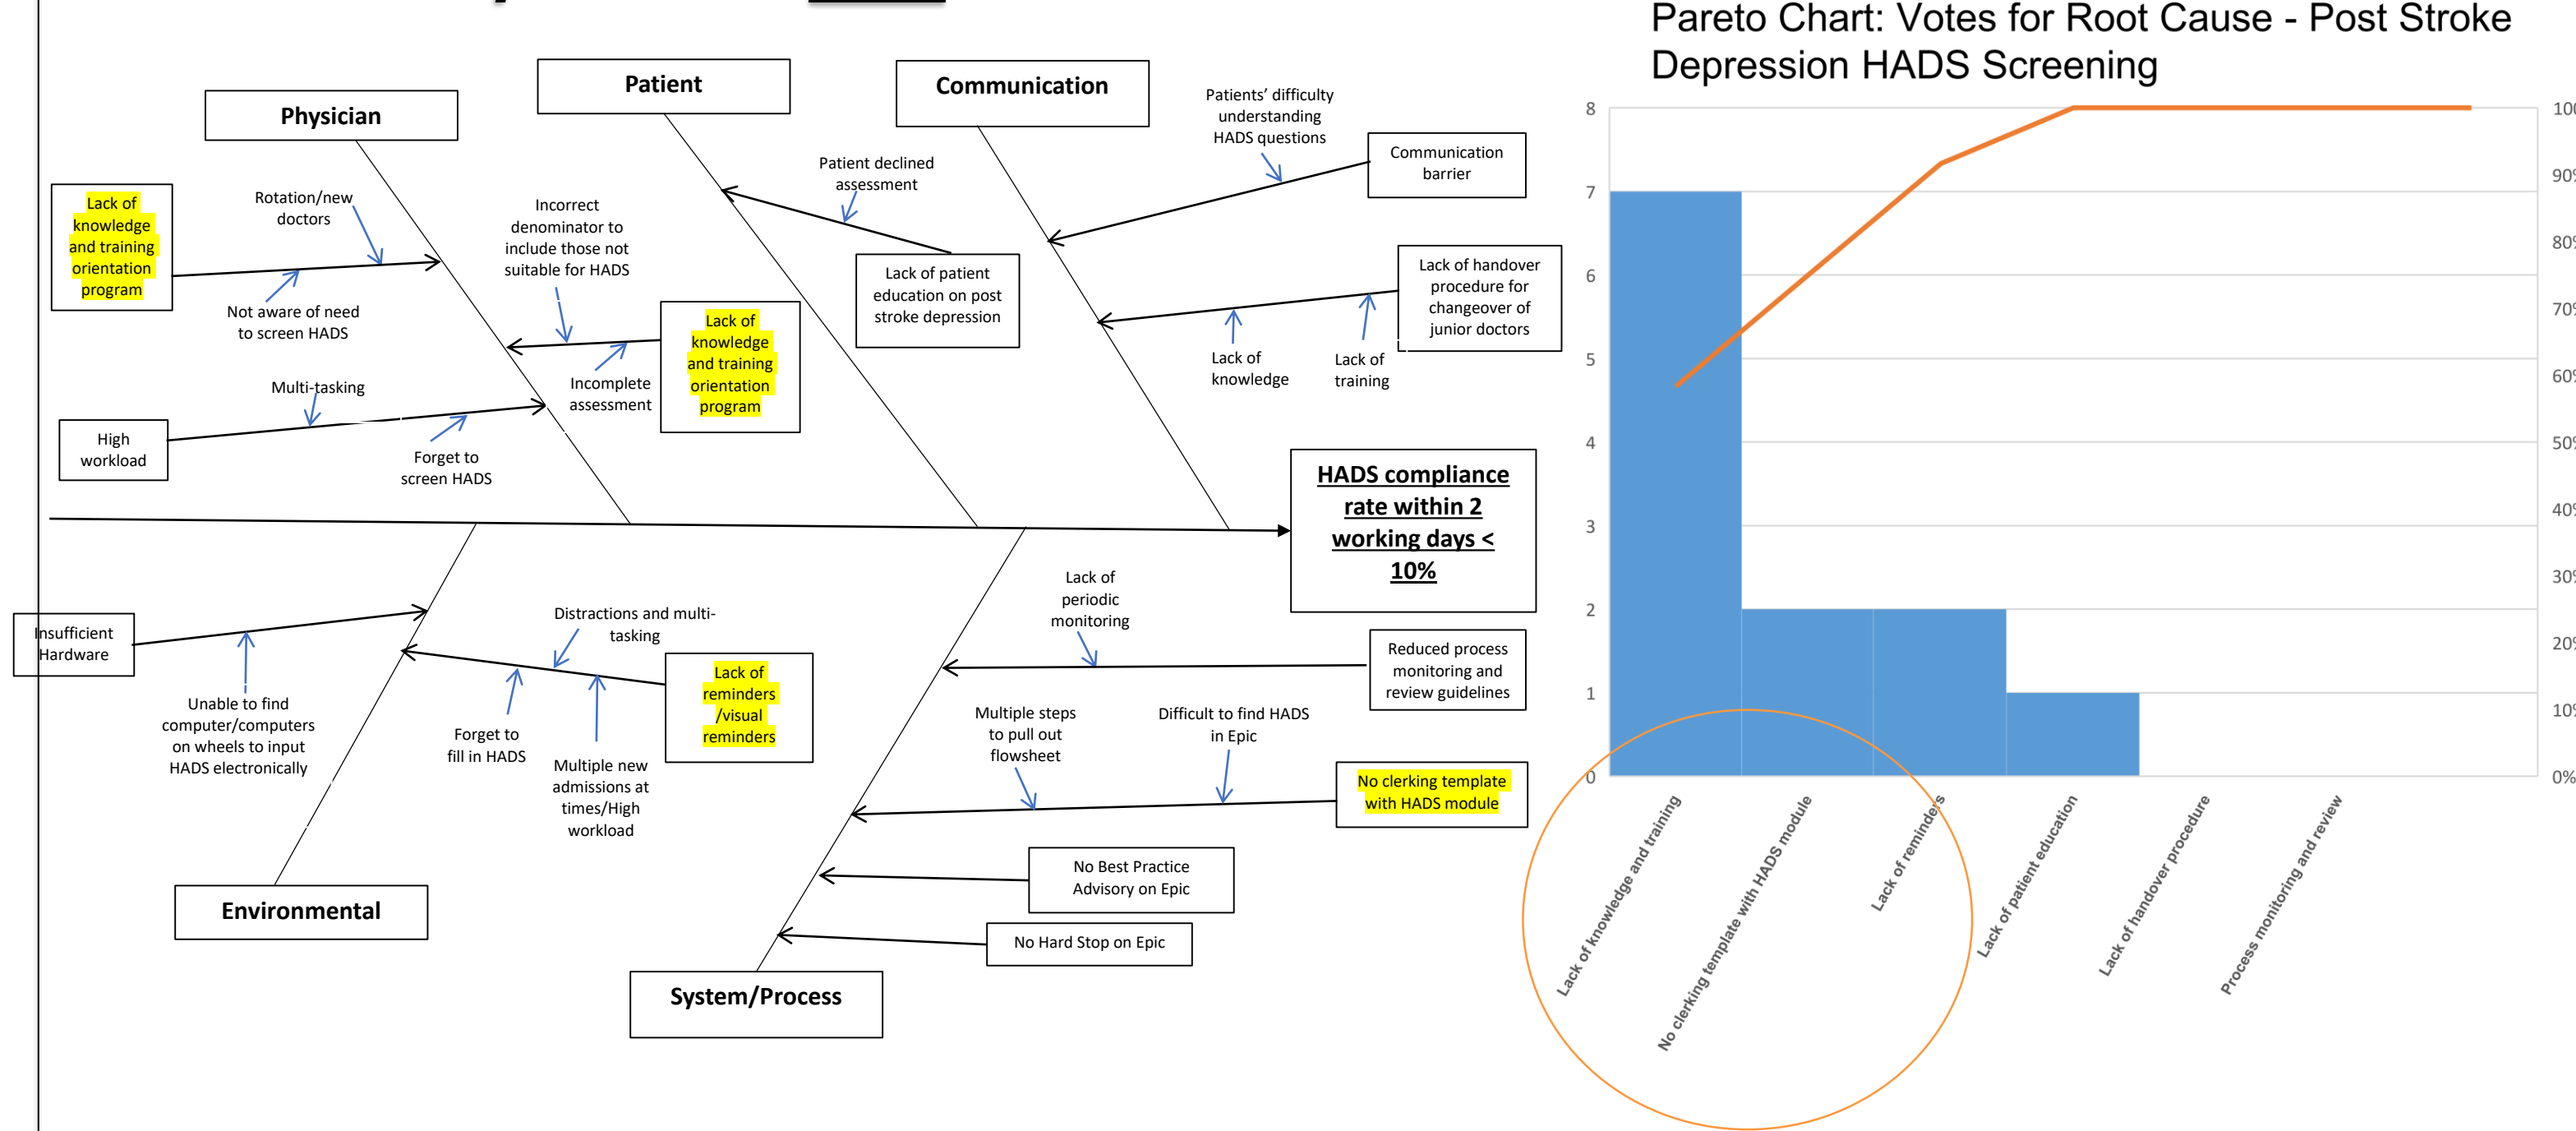 Physician
Patient
Communication
Lack of
knowledge
and training
orientation
program
Rotation/new
doctors
Not aware of need
to screen HADS
Multi-tasking
High
workload
Forget to
screen HADS
Incorrect
denominator to
include those not
suitable for HADS
Incomplete
assessment
Lack of
knowledge
and training
orientation
program
Patient declined
assessment
Lack of patient
education on post
stroke depression
Patients’ difficulty
understanding
HADS questions
Communication
barrier
Lack of handover
procedure for
changeover of
junior doctors
Lack of
knowledge
Lack of
training
HADS compliance
rate within 2
working days <
10%
Insufficient
Hardware
Unable to find
computer/computers
on wheels to input
HADS electronically
Distractions and multi-
tasking
Forget to
fill in HADS
Multiple new
admissions at
times/High
workload
Lack of
reminders
/visual
reminders
Environmental
Lack of
periodic
monitoring
Reduced process
monitoring and
review guidelines
Multiple steps
to pull out
flowsheet
Difficult to find HADS
in Epic
No clerking template
with HADS module
No Best Practice
Advisory on Epic
No Hard Stop on Epic
System/Process
Pareto Chart: Votes for Root Cause - Post Stroke
Depression HADS Screening
8
7
6
5
4
3
2
1
0
100
90%
80%
70%
60%
50%
40%
30%
20%
10%
0%
Lack of knowledge and training
No clerking template with HADS module
Lack of reminders
Lack of patient education
Lack of handover procedure
Process monitoring and review